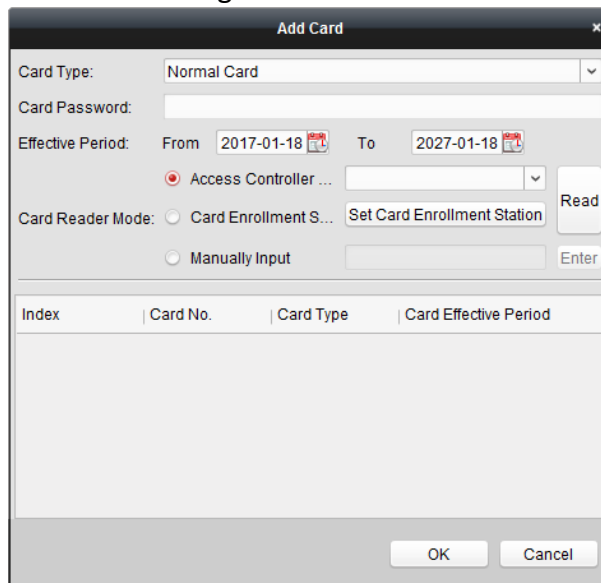 Add Card ×
Card Type: Normal Card
Card Password:
Effective Period: From 2017-01-18 To 2027-01-18
Access Controller ...
Card Reader Mode: Card Enrollment S... Set Card Enrollment Station Read
Manually Input Enter
Index Card No. Card Type Card Effective Period
OK Cancel